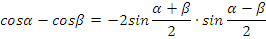 cosα − cosβ = −2sin (α + β)/2 · sin (α − β)/2